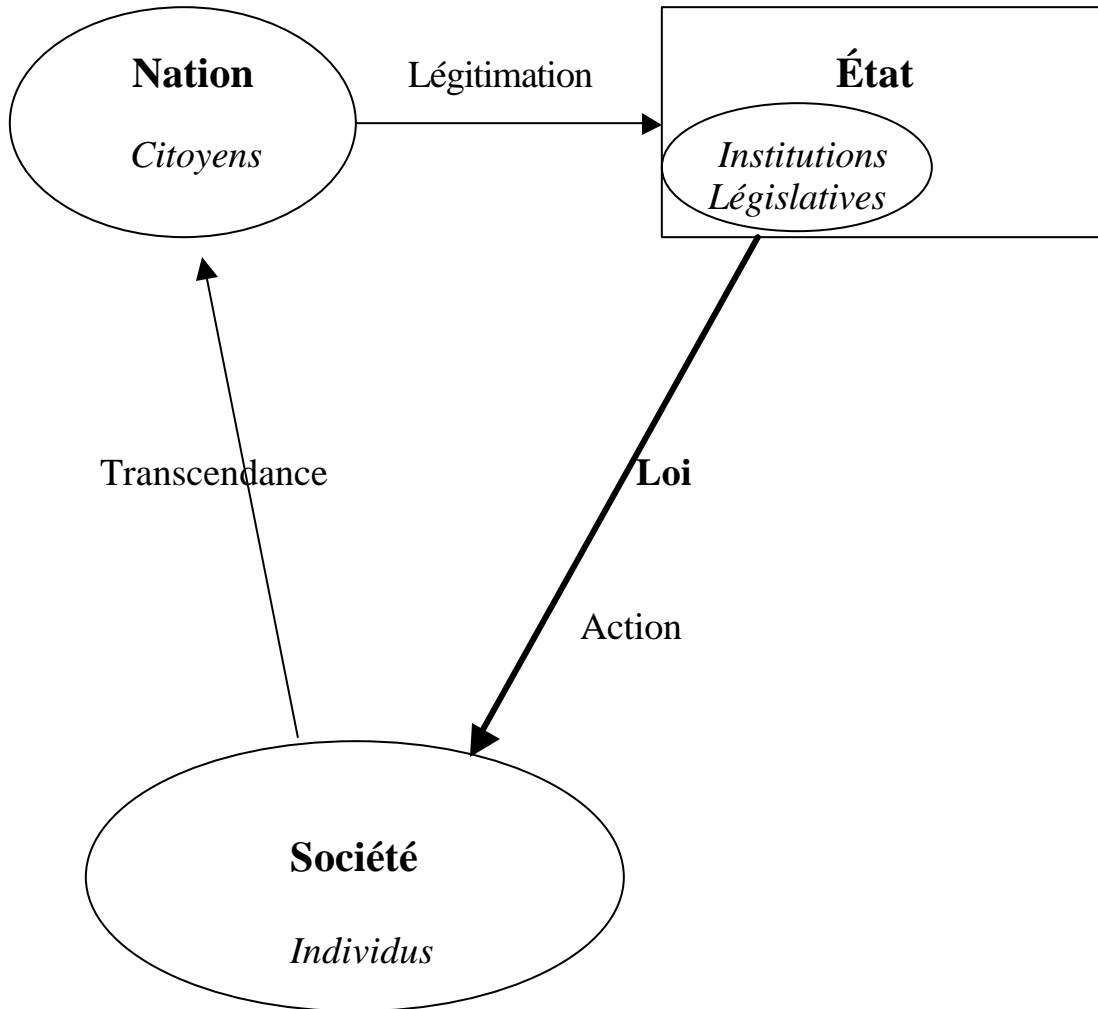 Nation
Légitimation
État
Citoyens
Institutions
Législatives
Transcendance
Loi
Action
Société
Individus